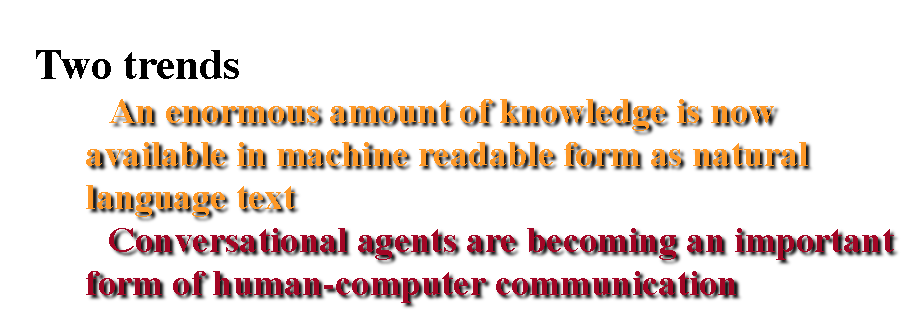 Two trends
An enormous amount of knowledge is now
available in machine readable form as natural
language text
Conversational agents are becoming an important
form of human-computer communication